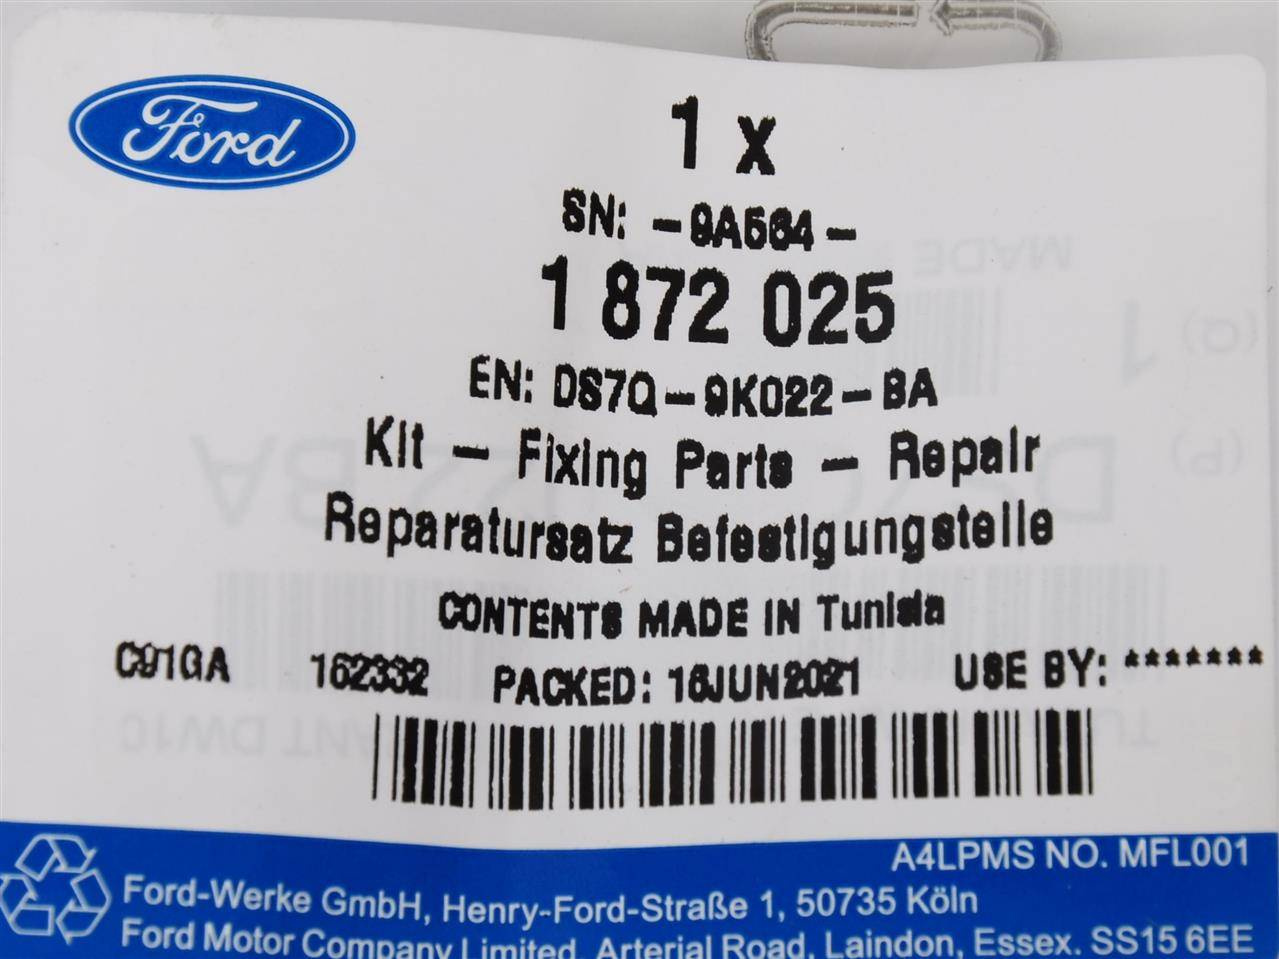 Ford
1 X
SN: -9A564-
1 872 025
EN: DS7Q-9K022-BA
Kit - Fixing Parts - Repair
Reparatursatz Befestigungsteile
CONTENTS MADE IN Tunisia
C91GA 162332 PACKED: 16JUN2021 USE BY: *******
A4LPMS NO. MFL001
Ford-Werke GmbH, Henry-Ford-Straße 1, 50735 Köln
Ford Motor Company Limited, Arterial Road, Laindon, Essex. SS15 6EE